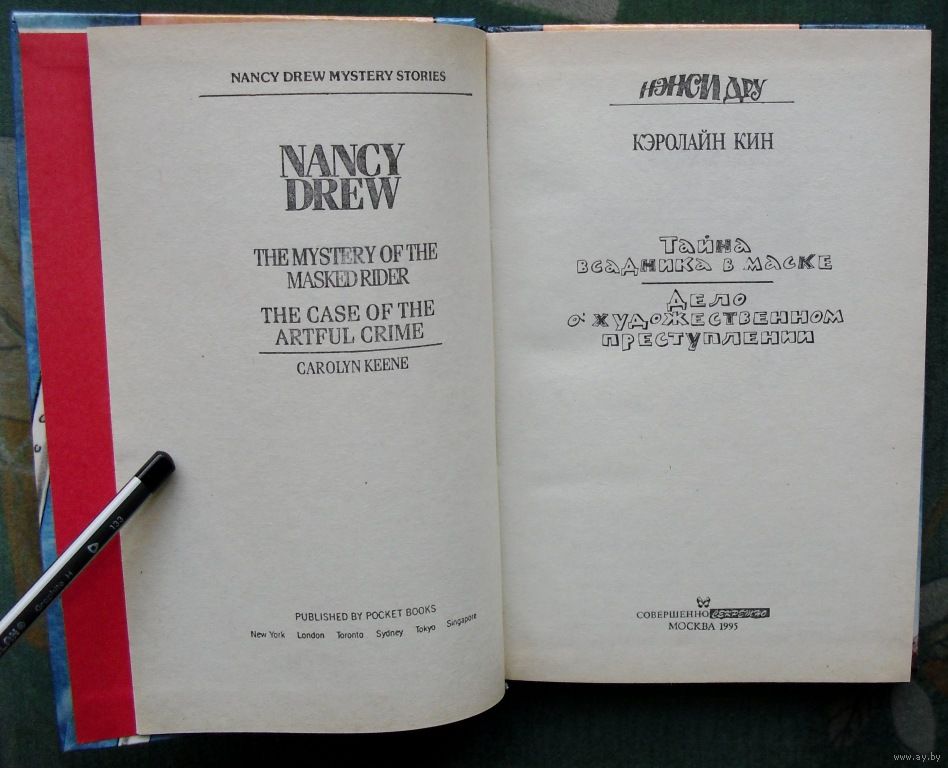 NANCY DREW MYSTERY STORIES
NANCY
DREW
THE MYSTERY OF THE
MASKED RIDER
THE CASE OF THE
ARTFUL CRIME
CAROLYN KEENE
PUBLISHED BY POCKET BOOKS
New York London Toronto Sydney Tokyo Singapore
НЭНСИ ДРУ
КЭРОЛАЙН КИН
Тайна
всадника в маске
Дело
о художественном
преступлении
СОВЕРШЕННО СЕКРЕТНО
МОСКВА 1995
133
www.ay.by